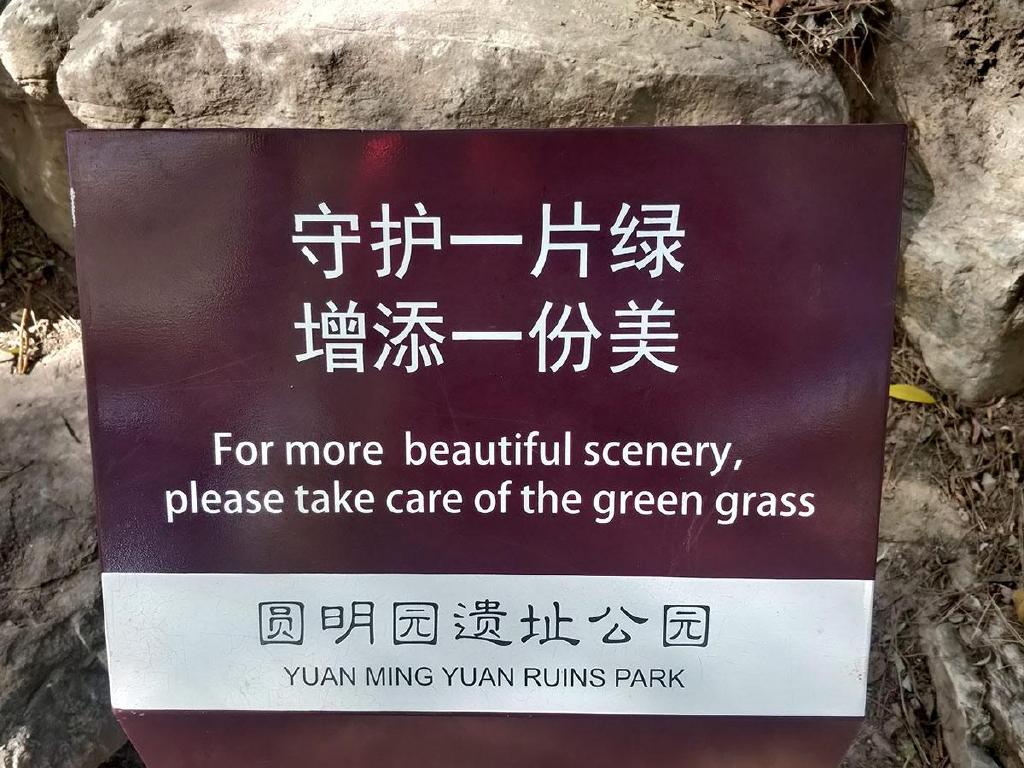 守护一片绿
增添一份美
For more beautiful scenery,
please take care of the green grass
圆明园遗址公园
YUAN MING YUAN RUINS PARK